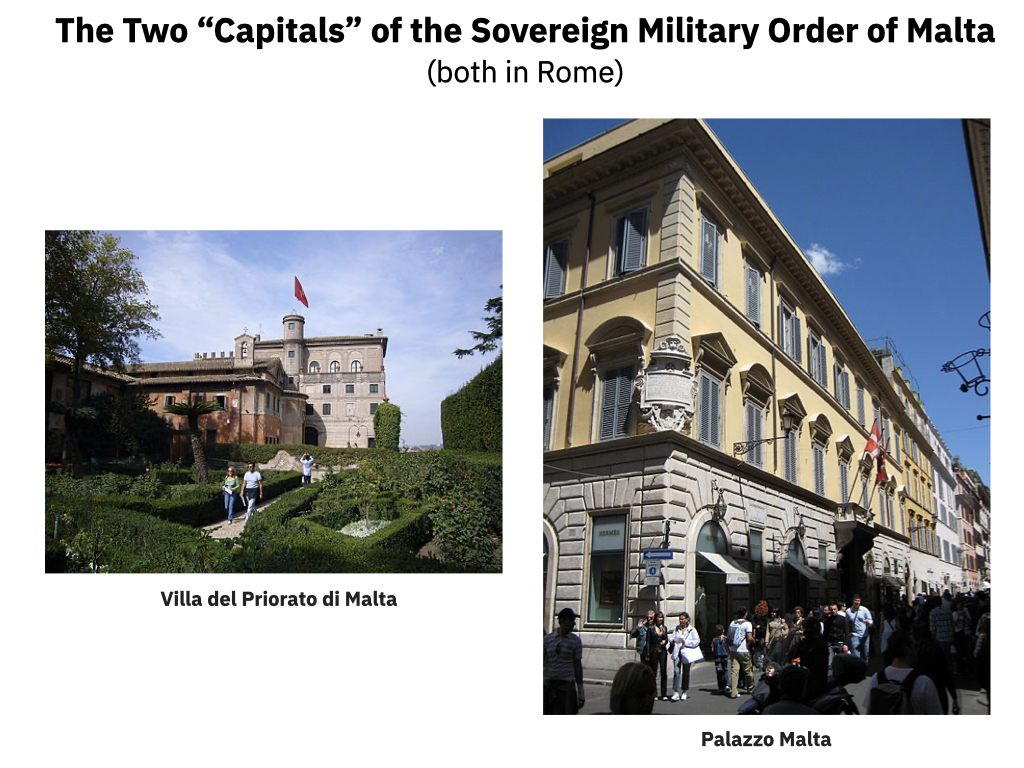 The Two “Capitals” of the Sovereign Military Order of Malta
(both in Rome)
Villa del Priorato di Malta
HERMES
Palazzo Malta